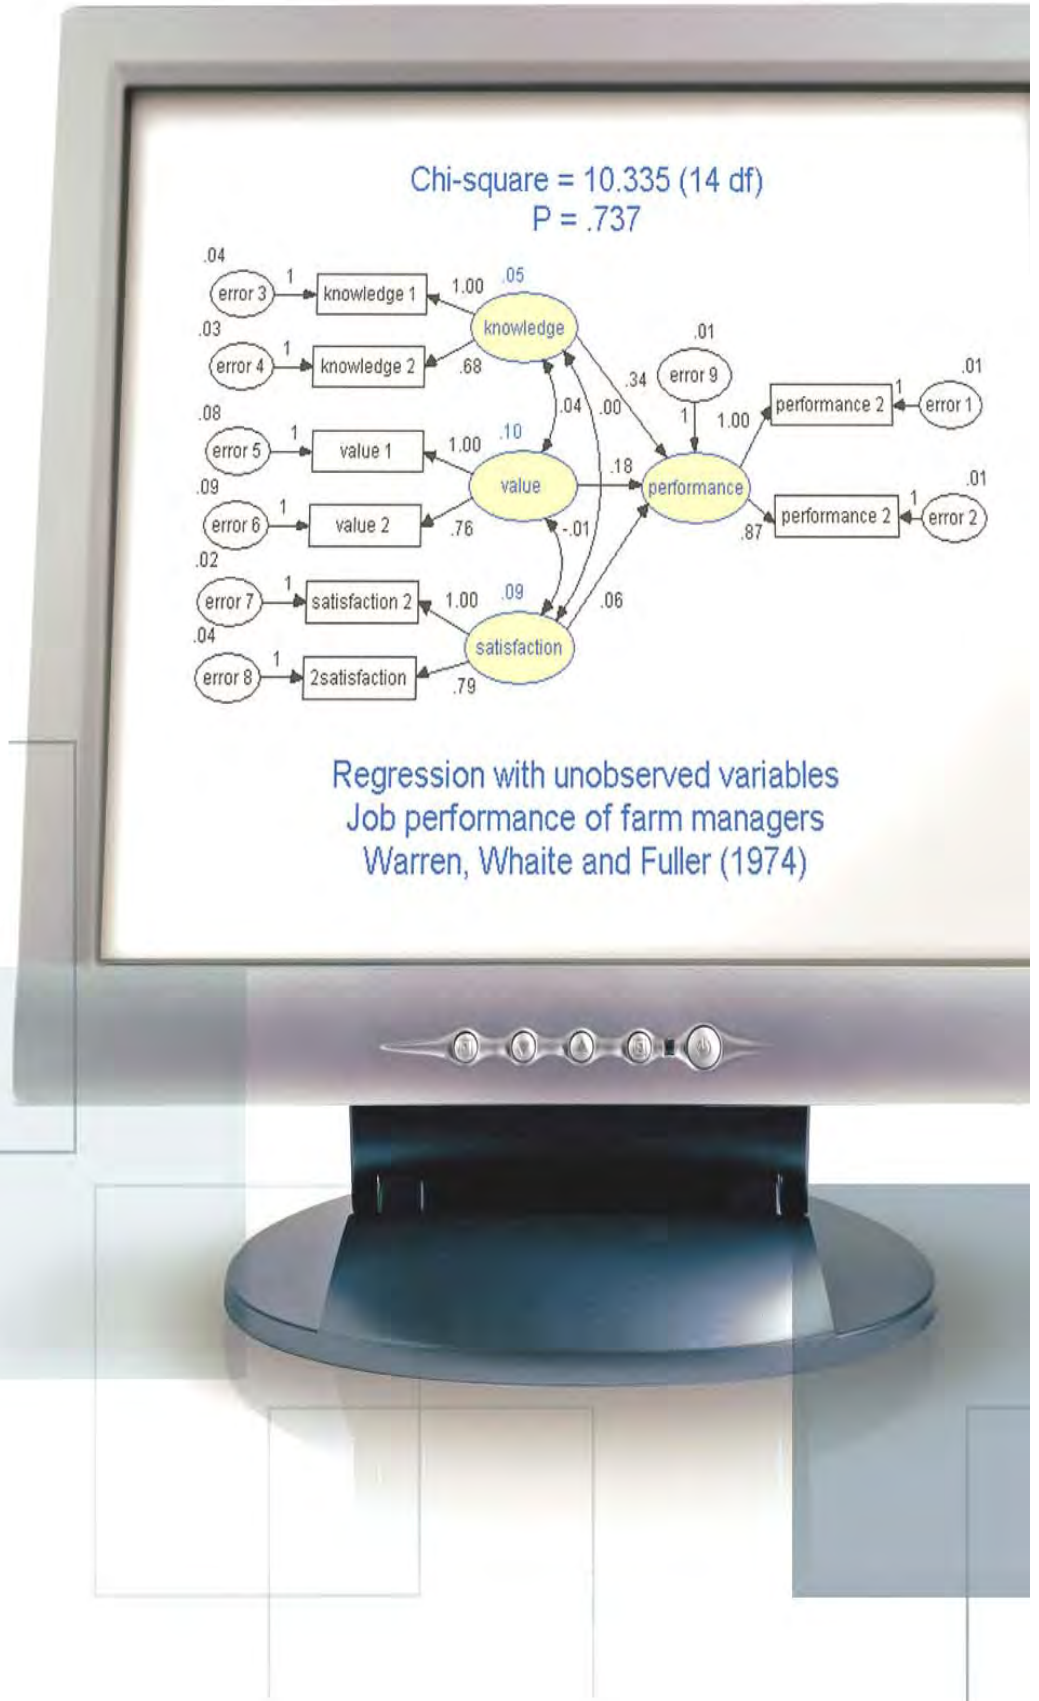 Chi-square = 10.335 (14 df)
P = .737
.04
error 3
1
knowledge 1
1.00
.05
knowledge
.03
error 4
1
knowledge 2
.68
.01
error 9
1
.34
.04
.00
.08
error 5
1
value 1
1.00
.10
value
.18
performance
1.00
performance 2
1
.01
error 1
.09
error 6
1
value 2
.76
-.01
.87
performance 2
1
.01
error 2
.02
error 7
1
satisfaction 2
1.00
.09
satisfaction
.06
.04
error 8
1
2satisfaction
.79
Regression with unobserved variables
Job performance of farm managers
Warren, Whaite and Fuller (1974)